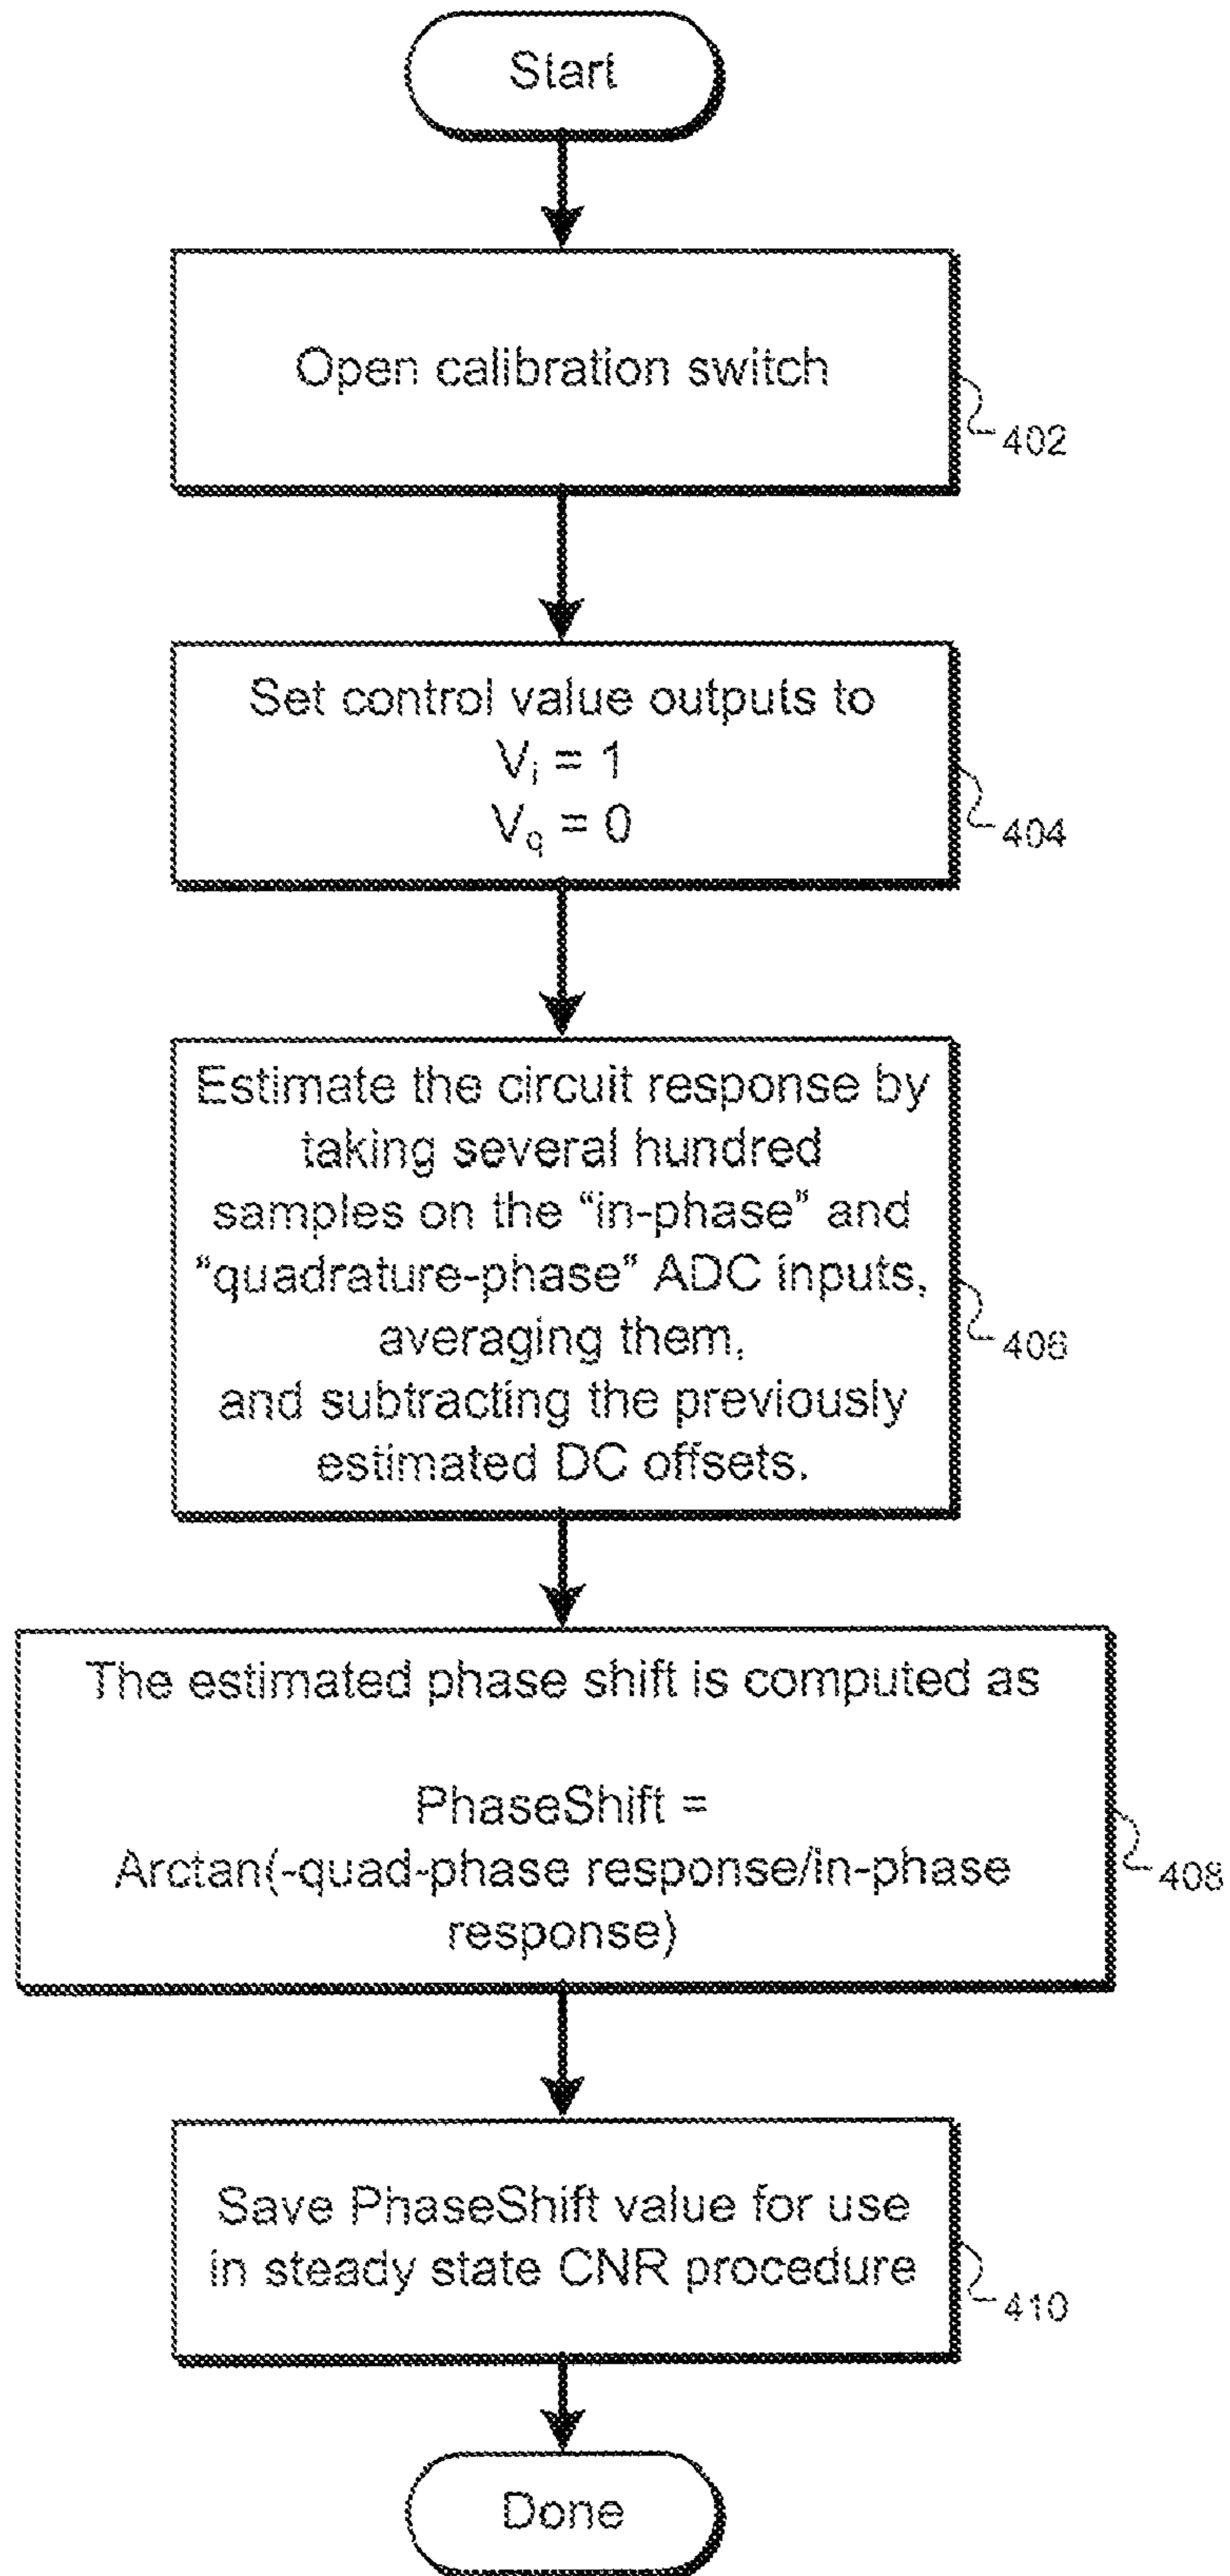 Start
Open calibration switch
402
Set control value outputs to
Vi = 1
Vq = 0
404
Estimate the circuit response by
taking several hundred
samples on the “in-phase” and
“quadrature-phase” ADC inputs,
averaging them,
and subtracting the previously
estimated DC offsets.
406
The estimated phase shift is computed as
PhaseShift =
Arctan(-quad-phase response/in-phase
response)
408
Save PhaseShift value for use
in steady state CNR procedure
410
Done